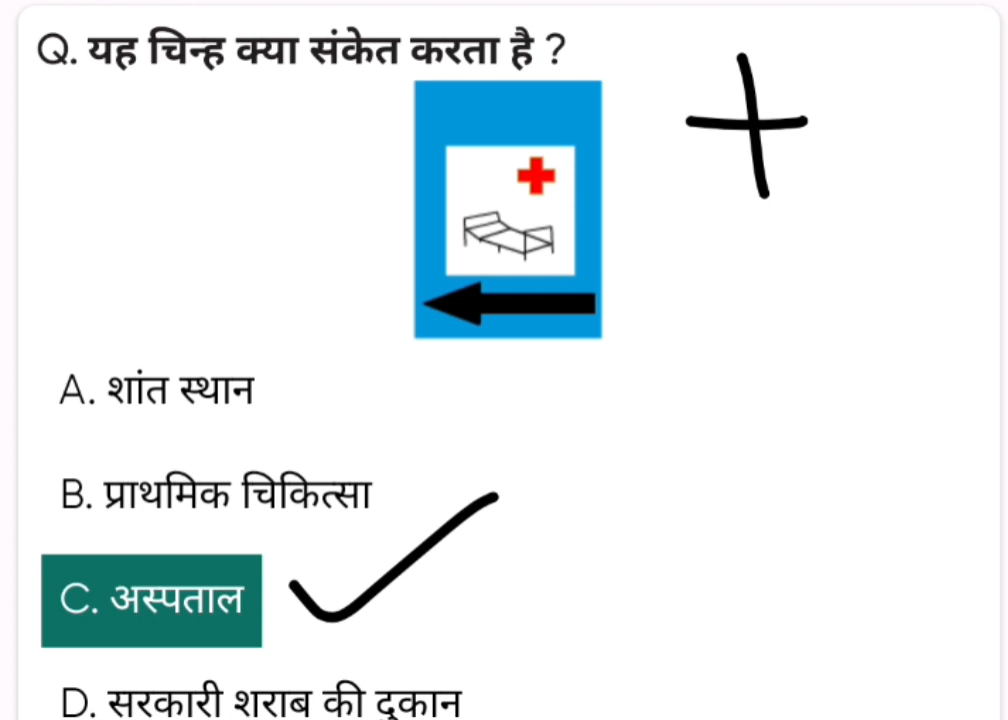 Q. यह चिन्ह क्या संकेत करता है ?
A. शांत स्थान
B. प्राथमिक चिकित्सा
C. अस्पताल
D. सरकारी शराब की दुकान